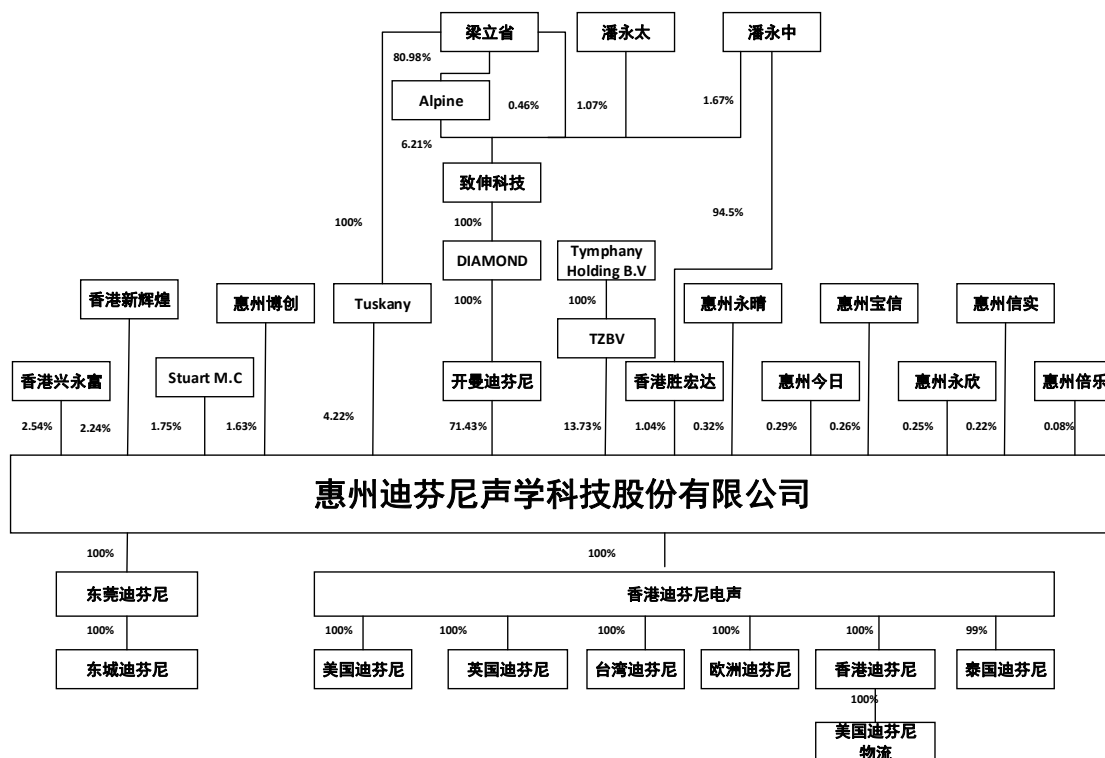 梁立省
潘永太
潘永中
80.98%
Alpine
0.46%
1.07%
1.67%
6.21%
致伸科技
100%
100%
94.5%
DIAMOND
Tymphany
Holding B.V
香港新辉煌
惠州博创
Tuskany
100%
100%
惠州永晴
惠州宝信
惠州信实
TZBV
香港兴永富
Stuart M.C
开曼迪芬尼
香港胜宏达
惠州今日
惠州永欣
惠州倍乐
2.54%
2.24%
1.75%
1.63%
4.22%
71.43%
13.73%
1.04%
0.32%
0.29%
0.26%
0.25%
0.22%
0.08%
惠州迪芬尼声学科技股份有限公司
100%
100%
东莞迪芬尼
香港迪芬尼电声
100%
100%
100%
100%
100%
100%
99%
东城迪芬尼
美国迪芬尼
英国迪芬尼
台湾迪芬尼
欧洲迪芬尼
香港迪芬尼
泰国迪芬尼
100%
美国迪芬尼
物流